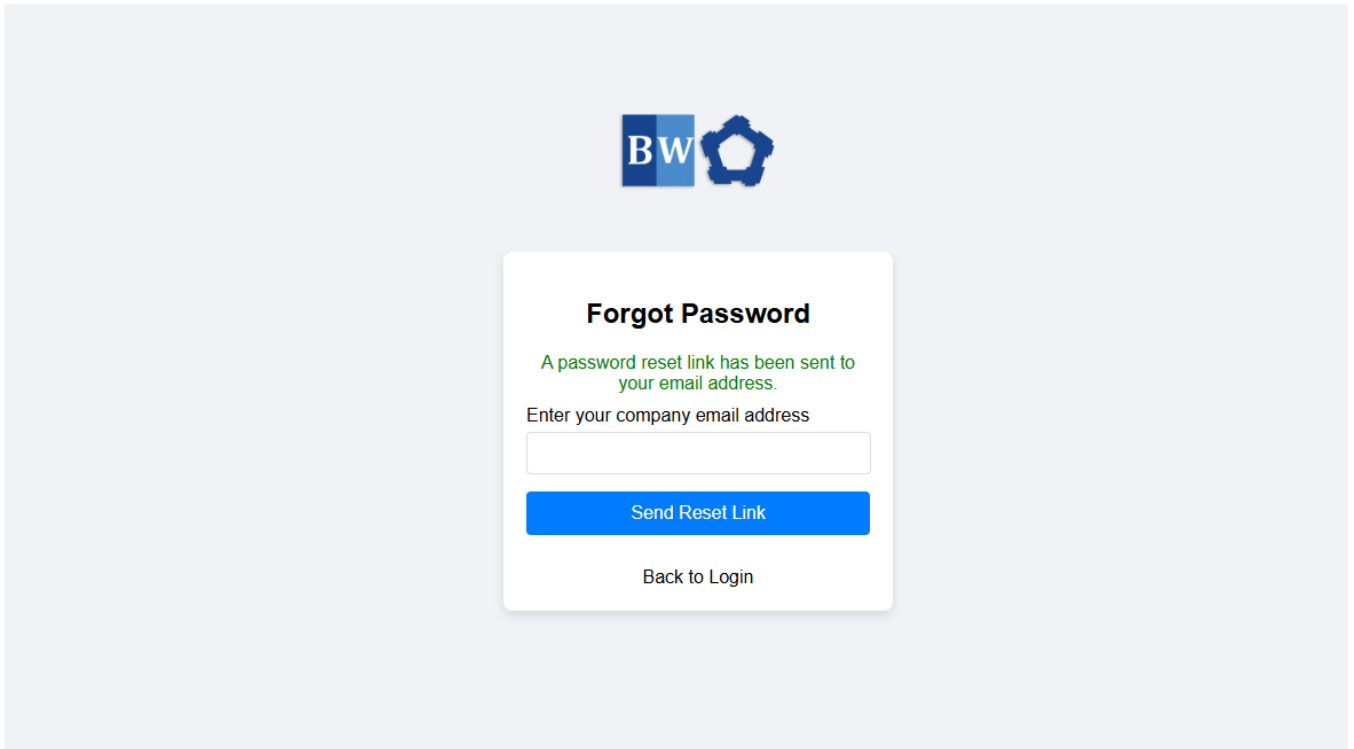 BW
Forgot Password
A password reset link has been sent to
your email address.
Enter your company email address
Send Reset Link
Back to Login